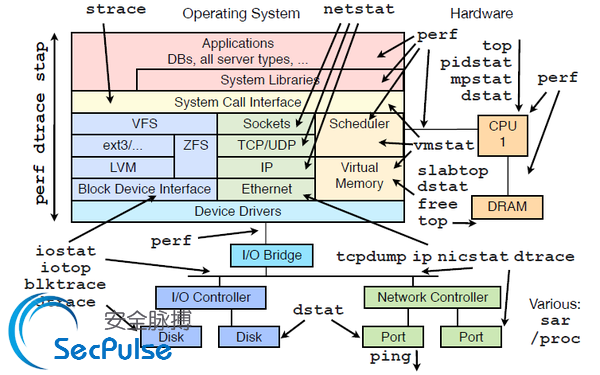 strace
Operating System
netstat
Hardware
Applications
DBs, all server types, ...
System Libraries
System Call Interface
VFS
Sockets
Scheduler
ext3/...
ZFS
TCP/UDP
LVM
IP
Virtual
Memory
Block Device Interface
Ethernet
Device Drivers
perf dtrace stap
perf
top
pidstat
mpstat
dstat
perf
CPU
1
vmstat
slabtop
dstat
free
top
DRAM
perf
iostat
iotop
blktrace
dtrace
I/O Bridge
tcpdump ip nicstat dtrace
I/O Controller
Network Controller
Disk
Disk
dstat
Port
Port
ping
Various:
sar
/proc
安全脉搏
SecPulse